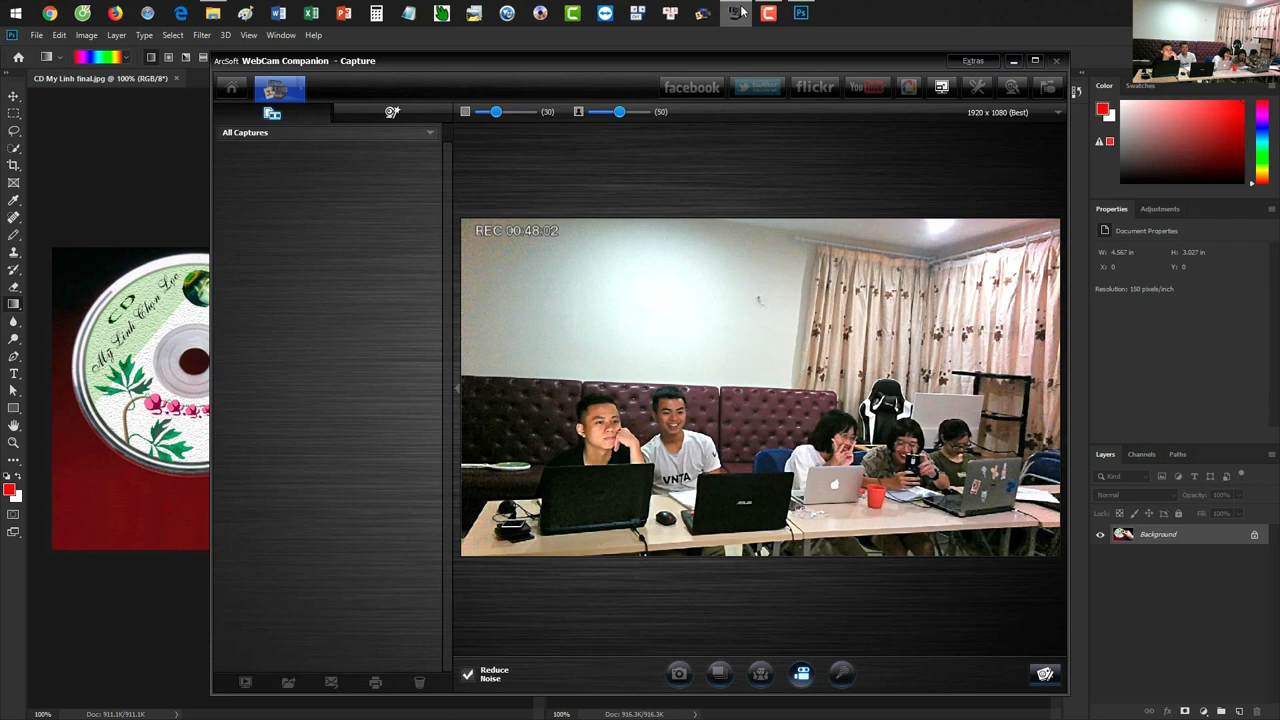 File Edit Image Layer Type Select Filter 3D View Window Help
CD My Linh final.jpg @ 100% (RGB/8*)
ArcSoft WebCam Companion - Capture
Extras
facebook
flickr
YouTube
(30)
(50)
1920 x 1080 (Best)
All Captures
REC 00:48:02
CD
Mỹ Linh Chọn Lọc
VNTA
ASUS
Reduce
Noise
100%
Doc: 911.1K/911.1K
100%
Doc: 916.3K/916.3K
Color Swatches
Properties Adjustments
Document Properties
W: 4.567 in
H: 3.027 in
X: 0
Y: 0
Resolution: 150 pixels/inch
Layers Channels Paths
Kind
Normal
Opacity: 100%
Lock:
Fill: 100%
Background